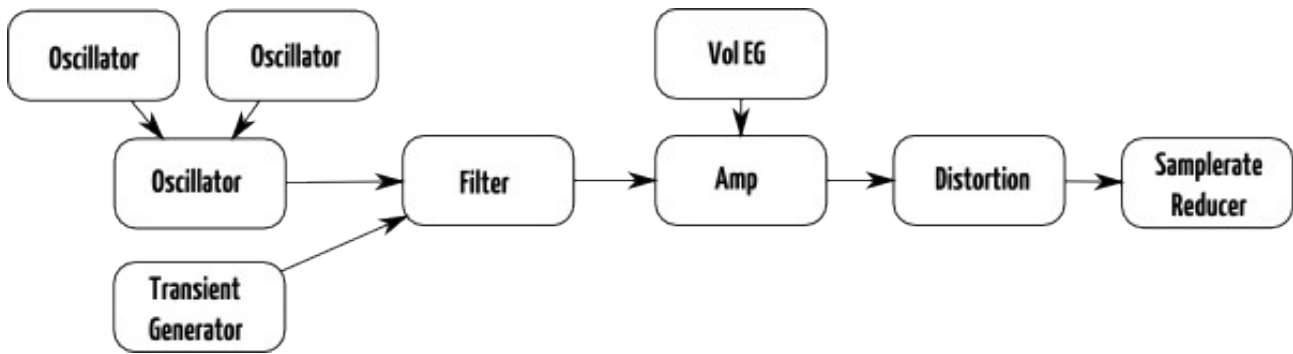 Oscillator
Oscillator
Vol EG
Oscillator
Filter
Amp
Distortion
Samplerate
Reducer
Transient
Generator